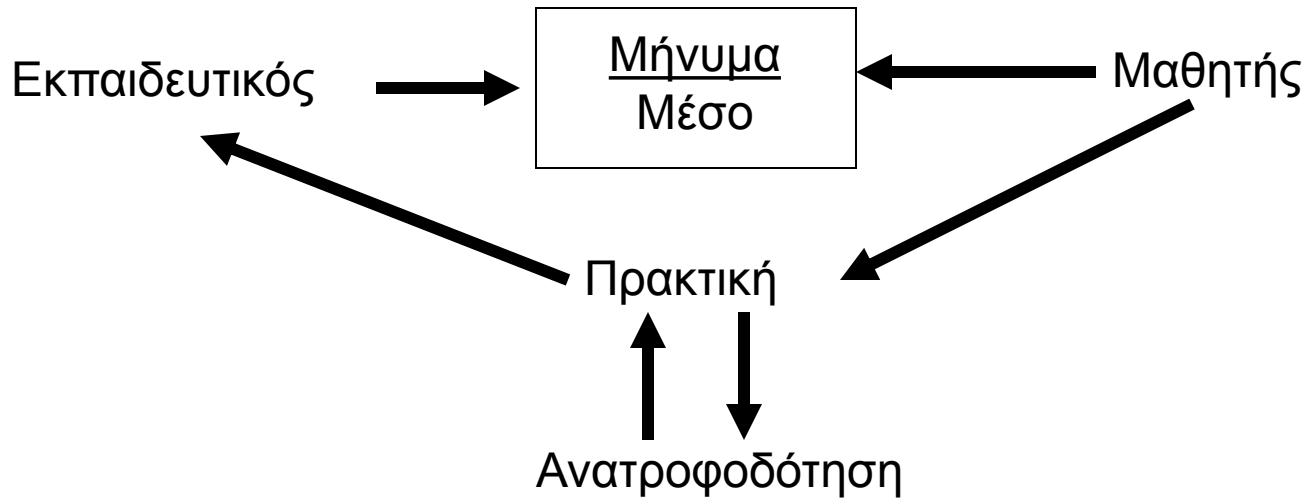 Εκπαιδευτικός
Μήνυμα
Μέσο
Μαθητής
Πρακτική
Ανατροφοδότηση